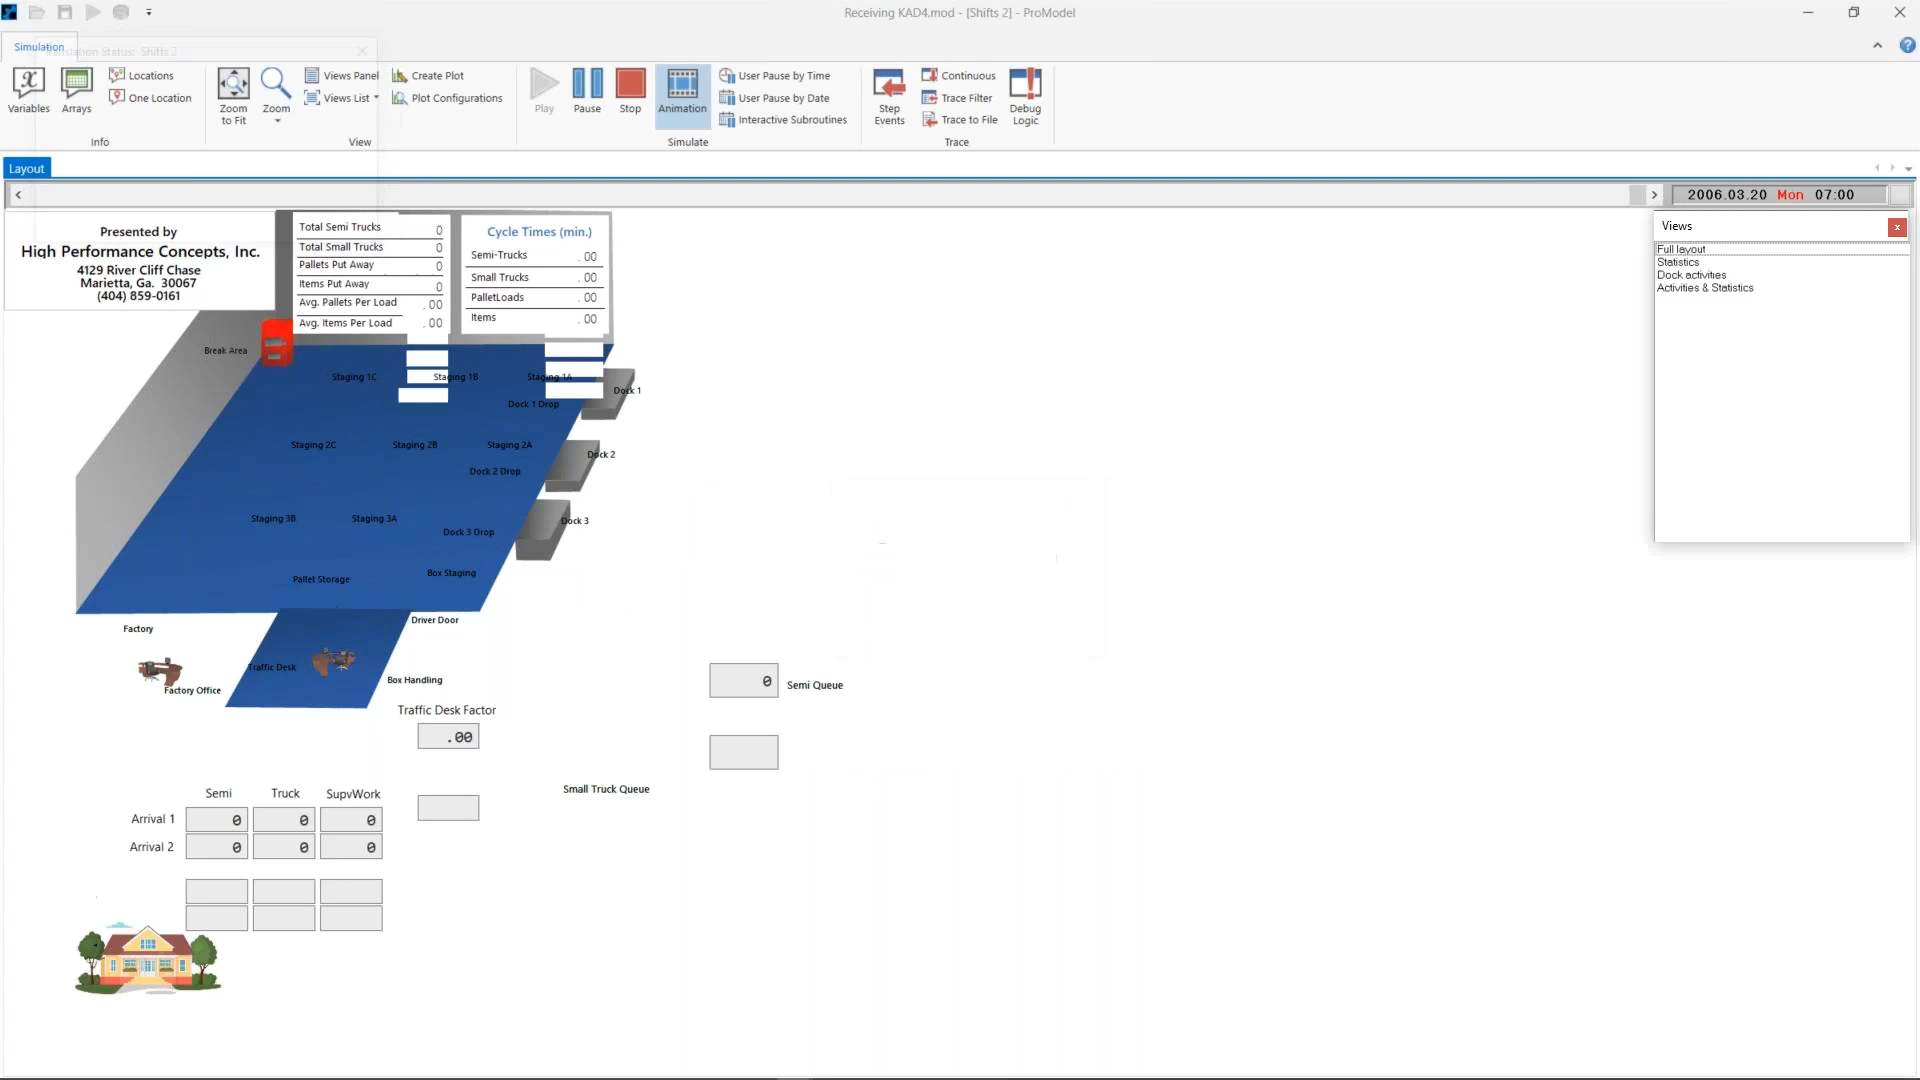 Receiving KAD4.mod - [Shifts 2] - ProModel
Simulation
Translation Status: Shifts 2
Variables
Arrays
Locations
One Location
Info
Zoom to Fit
Zoom
Views Panel
Views List
Create Plot
Plot Configurations
View
Play
Pause
Stop
Animation
User Pause by Time
User Pause by Date
Interactive Subroutines
Simulate
Step Events
Continuous
Trace Filter
Trace to File
Debug Logic
Trace
Layout
2006.03.20 Mon 07:00
Presented by
High Performance Concepts, Inc.
4129 River Cliff Chase
Marietta, Ga. 30067
(404) 859-0161
Total Semi Trucks 0
Total Small Trucks 0
Pallets Put Away 0
Items Put Away 0
Avg. Pallets Per Load .00
Avg. Items Per Load .00
Cycle Times (min.)
Semi-Trucks .00
Small Trucks .00
PalletLoads .00
Items .00
Views
x
Full layout
Statistics
Dock activities
Activities & Statistics
Break Area
Staging 1C
Staging 1B
Staging 1A
Dock 1
Dock 1 Drop
Staging 2C
Staging 2B
Staging 2A
Dock 2
Dock 2 Drop
Staging 3B
Staging 3A
Dock 3
Dock 3 Drop
Pallet Storage
Box Staging
Driver Door
Factory
Traffic Desk
Factory Office
Box Handling
0 Semi Queue
Traffic Desk Factor
.00
Small Truck Queue
Semi Truck SupvWork
Arrival 1 0 0 0
Arrival 2 0 0 0